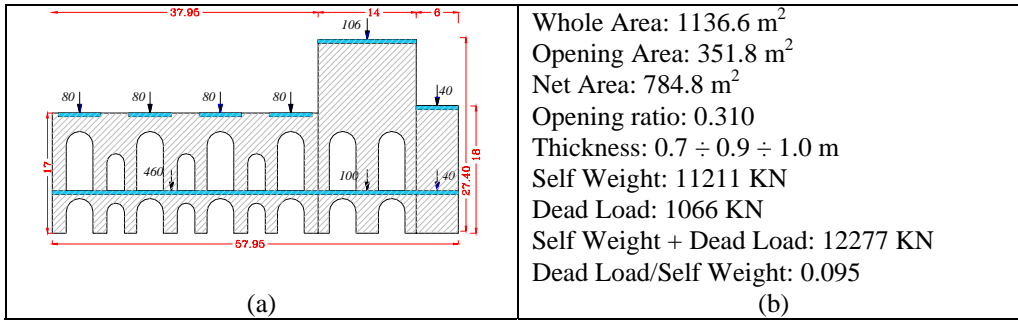 37.95 14 6
106
80 80 80 80 40
17 460 100 40 27.40 18
57.95
(a)
Whole Area: 1136.6 m²
Opening Area: 351.8 m²
Net Area: 784.8 m²
Opening ratio: 0.310
Thickness: 0.7 ÷ 0.9 ÷ 1.0 m
Self Weight: 11211 KN
Dead Load: 1066 KN
Self Weight + Dead Load: 12277 KN
Dead Load/Self Weight: 0.095
(b)